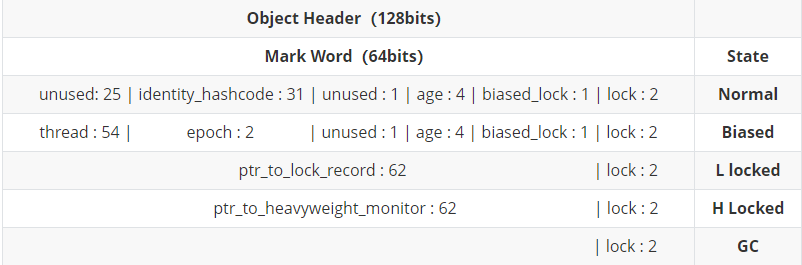 Object Header (128bits)
Mark Word (64bits) State
unused: 25 | identity_hashcode : 31 | unused : 1 | age : 4 | biased_lock : 1 | lock : 2 Normal
thread : 54 | epoch : 2 | unused : 1 | age : 4 | biased_lock : 1 | lock : 2 Biased
ptr_to_lock_record : 62 | lock : 2 L locked
ptr_to_heavyweight_monitor : 62 | lock : 2 H Locked
| lock : 2 GC